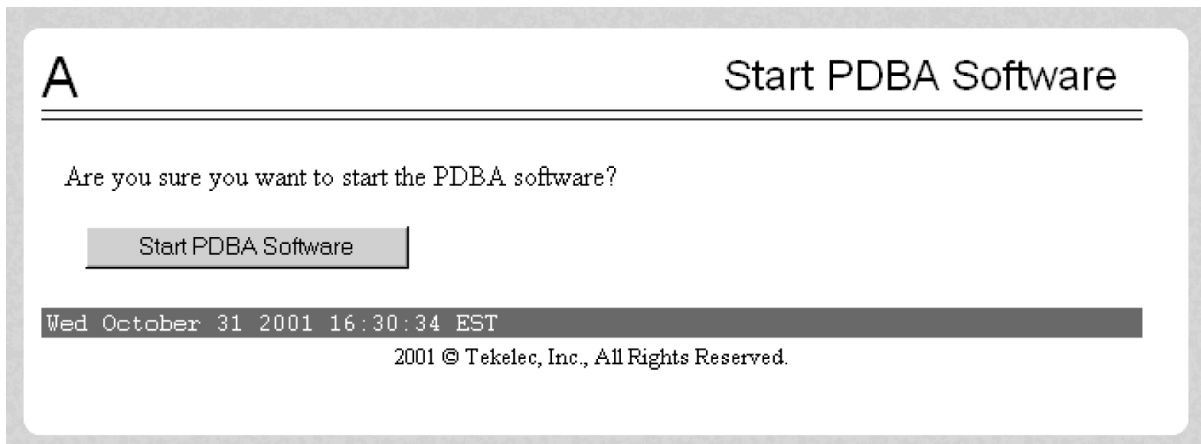 A Start PDBA Software
Are you sure you want to start the PDBA software?
Start PDBA Software
Wed October 31 2001 16:30:34 EST
2001 © Tekelec, Inc., All Rights Reserved.